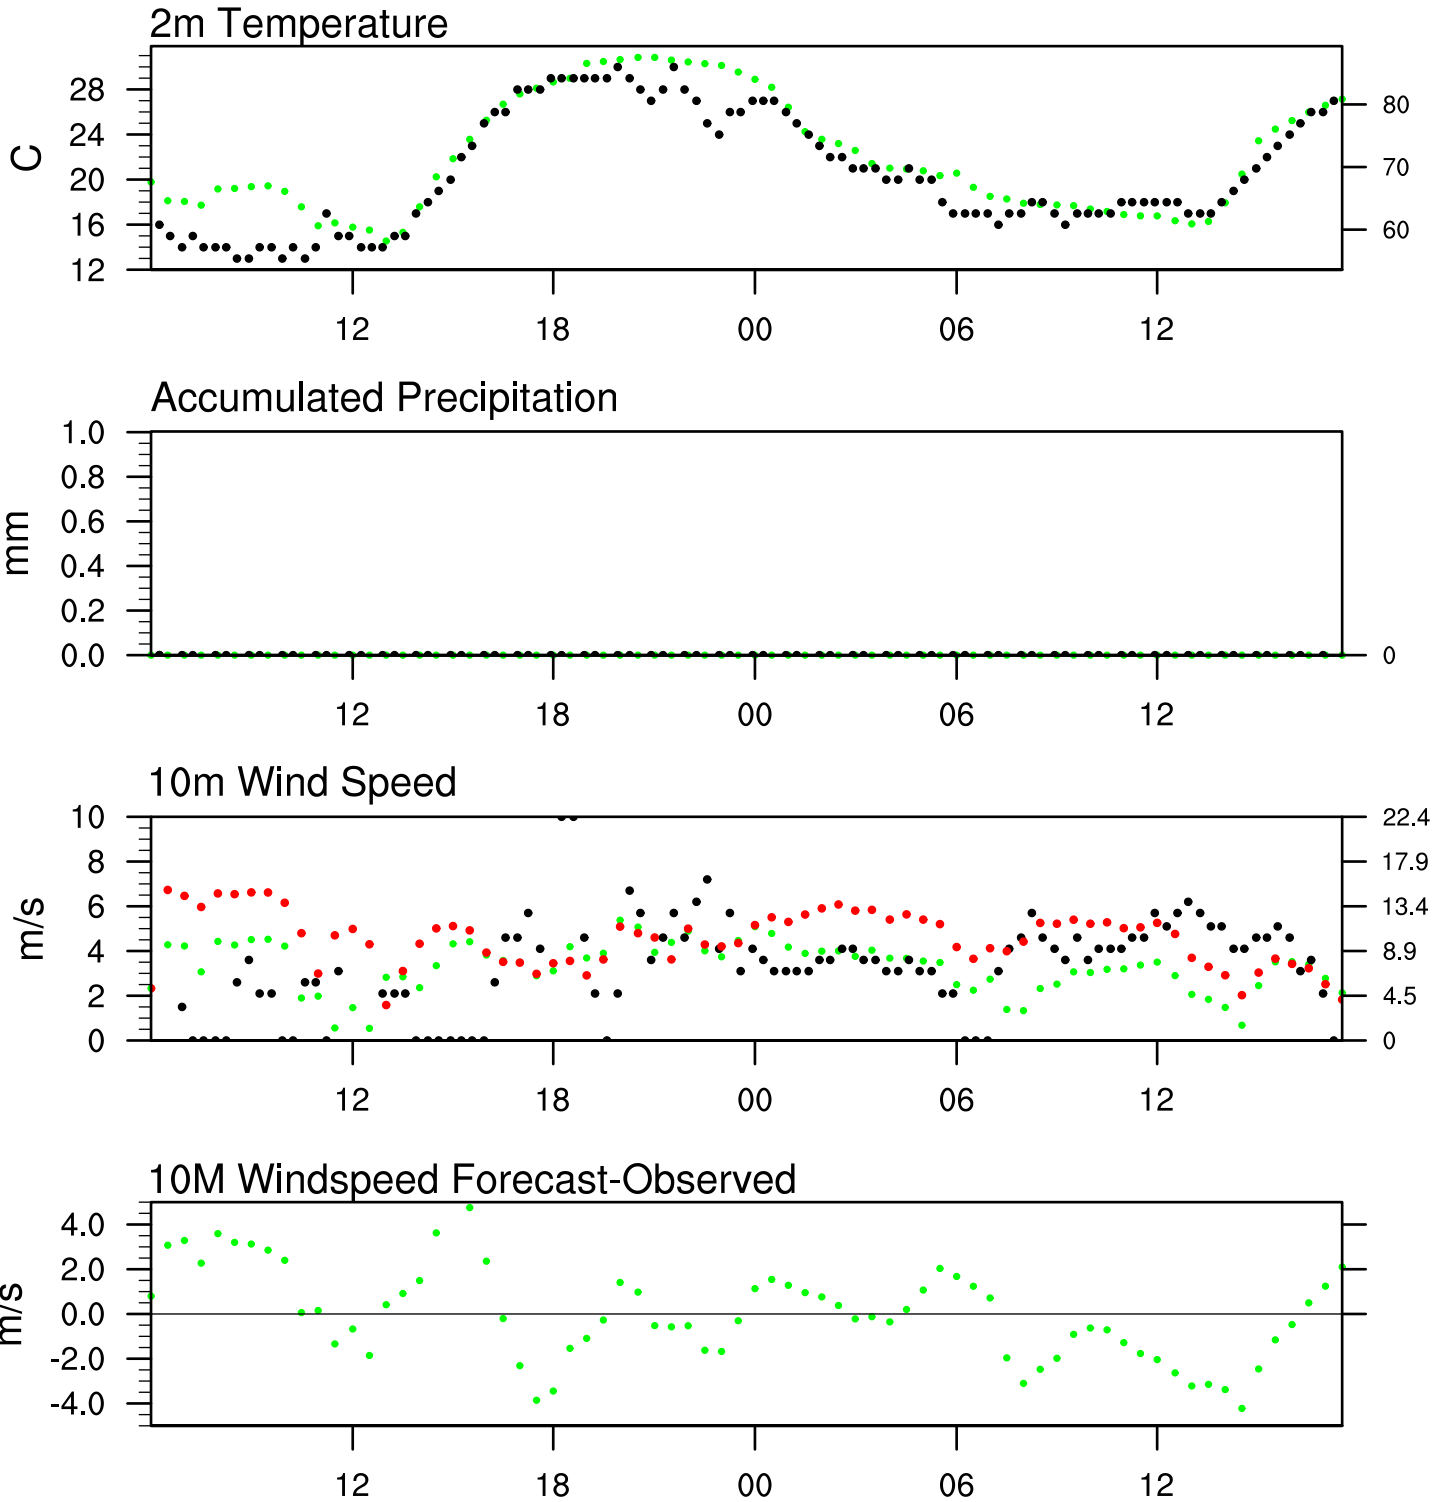 2m Temperature
C
28
24
20
16
12
80
70
60
12 18 00 06 12
Accumulated Precipitation
mm
1.0
0.8
0.6
0.4
0.2
0.0
0
12 18 00 06 12
10m Wind Speed
m/s
10
8
6
4
2
0
22.4
17.9
13.4
8.9
4.5
0
12 18 00 06 12
10M Windspeed Forecast-Observed
m/s
4.0
2.0
0.0
-2.0
-4.0
12 18 00 06 12